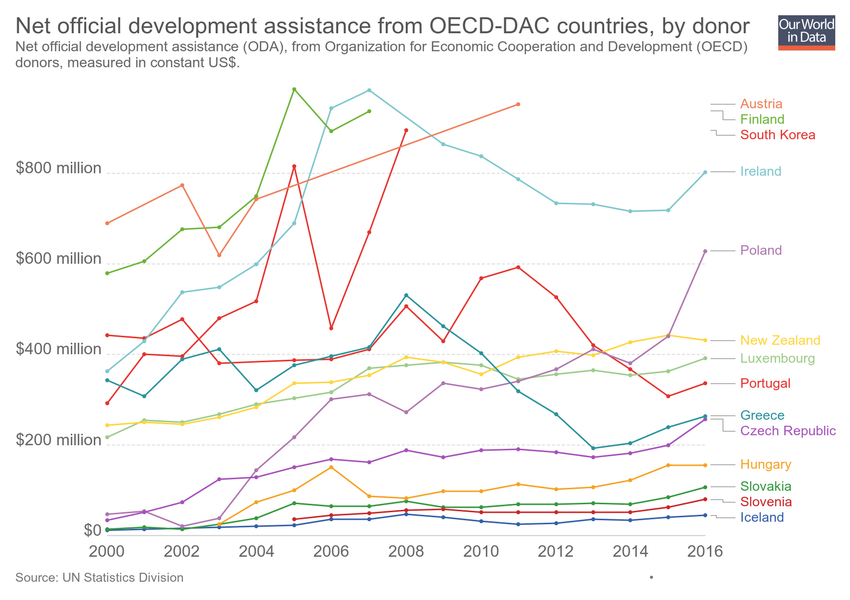 Net official development assistance from OECD-DAC countries, by donor
Our World
in Data
Net official development assistance (ODA), from Organization for Economic Cooperation and Development (OECD)
donors, measured in constant US$.
Austria
Finland
South Korea
$800 million
Ireland
Poland
$600 million
New Zealand
$400 million
Luxembourg
Portugal
Greece
Czech Republic
$200 million
Hungary
Slovakia
Slovenia
Iceland
$0
2000 2002 2004 2006 2008 2010 2012 2014 2016
Source: UN Statistics Division